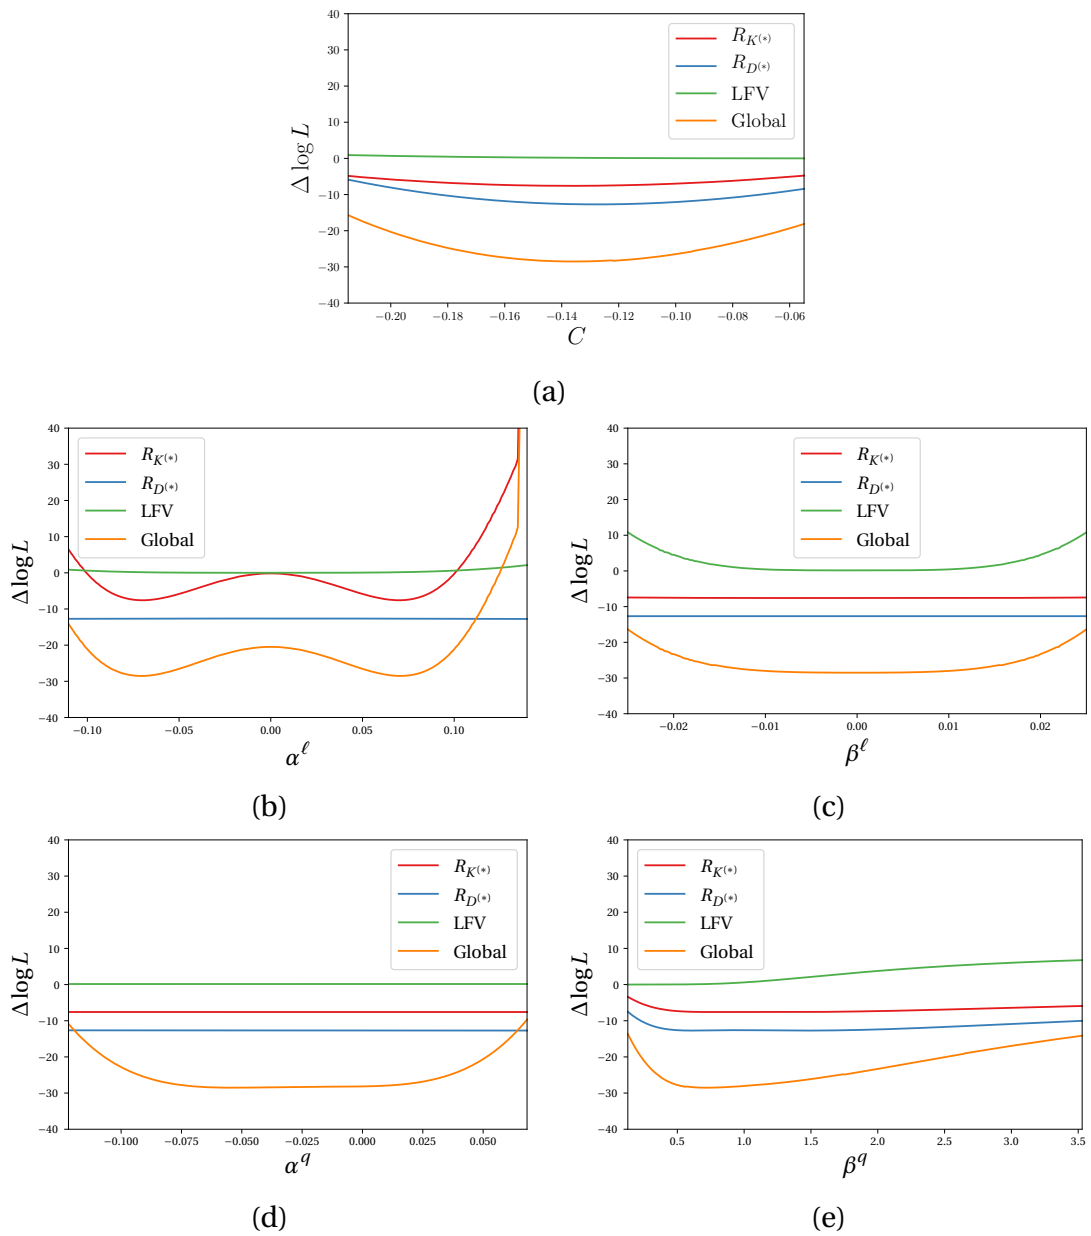 40
30
20
10
0
−10
−20
−30
−40
Δ log L
R_{K^{(*)}}
R_{D^{(*)}}
LFV
Global
−0.20 −0.18 −0.16 −0.14 −0.12 −0.10 −0.08 −0.06
C
(a)
40
30
20
10
0
−10
−20
−30
−40
Δ log L
R_{K^{(*)}}
R_{D^{(*)}}
LFV
Global
−0.10 −0.05 0.00 0.05 0.10
α^ℓ
(b)
40
30
20
10
0
−10
−20
−30
−40
Δ log L
R_{K^{(*)}}
R_{D^{(*)}}
LFV
Global
−0.02 −0.01 0.00 0.01 0.02
β^ℓ
(c)
40
30
20
10
0
−10
−20
−30
−40
Δ log L
R_{K^{(*)}}
R_{D^{(*)}}
LFV
Global
−0.100 −0.075 −0.050 −0.025 0.000 0.025 0.050
α^q
(d)
40
30
20
10
0
−10
−20
−30
−40
Δ log L
R_{K^{(*)}}
R_{D^{(*)}}
LFV
Global
0.5 1.0 1.5 2.0 2.5 3.0 3.5
β^q
(e)